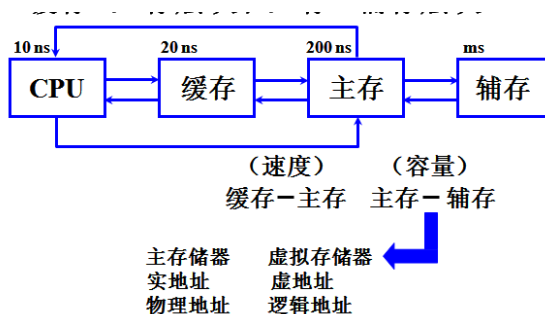 10 ns 20 ns 200 ns ms
CPU 缓存 主存 辅存
（速度） （容量）
缓存－主存 主存－辅存
主存储器 虚拟存储器
实地址 虚地址
物理地址 逻辑地址